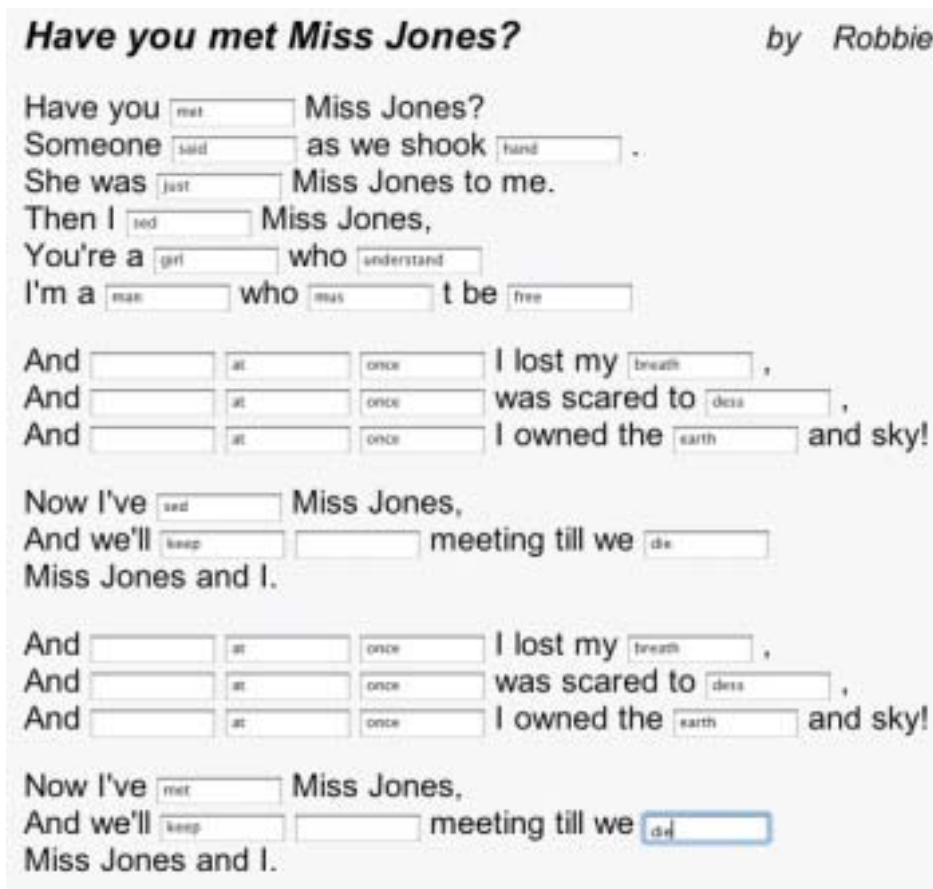 Have you met Miss Jones? by Robbie
Have you met Miss Jones?
Someone said as we shook hand .
She was just Miss Jones to me.
Then I sed Miss Jones,
You're a girl who understand
I'm a man who mus t be free
And at once I lost my breath ,
And at once was scared to dess ,
And at once I owned the earth and sky!
Now I've sed Miss Jones,
And we'll keep meeting till we die
Miss Jones and I.
And at once I lost my breath ,
And at once was scared to dess ,
And at once I owned the earth and sky!
Now I've met Miss Jones,
And we'll keep meeting till we die
Miss Jones and I.